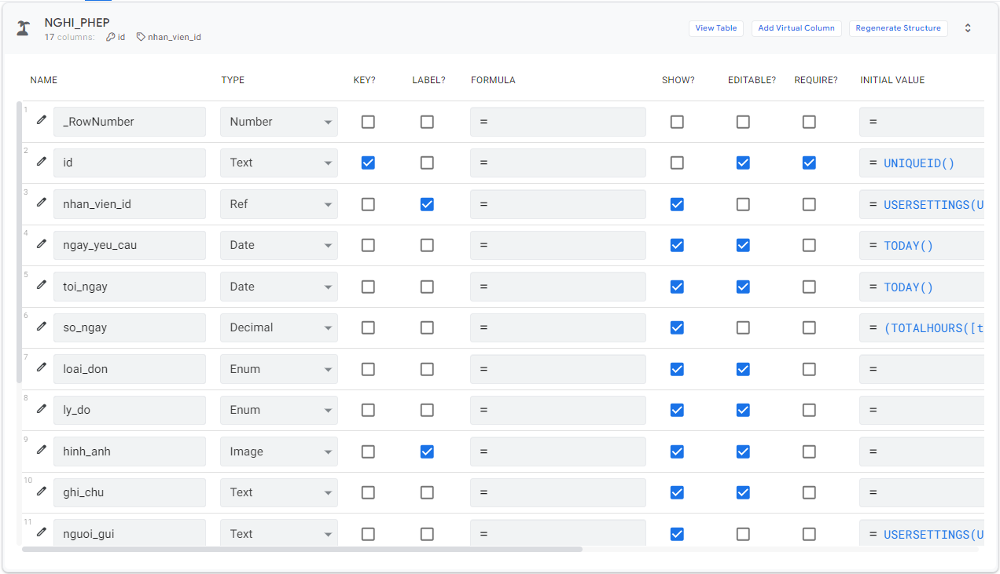 NGHI_PHEP
17 columns: id nhan_vien_id
View Table Add Virtual Column Regenerate Structure
NAME TYPE KEY? LABEL? FORMULA SHOW? EDITABLE? REQUIRE? INITIAL VALUE
1 _RowNumber Number = =
2 id Text = = UNIQUEID()
3 nhan_vien_id Ref = = USERSETTINGS(U
4 ngay_yeu_cau Date = = TODAY()
5 toi_ngay Date = = TODAY()
6 so_ngay Decimal = = (TOTALHOURS([t
7 loai_don Enum = =
8 ly_do Enum = =
9 hinh_anh Image = =
10 ghi_chu Text = =
11 nguoi_gui Text = = USERSETTINGS(U